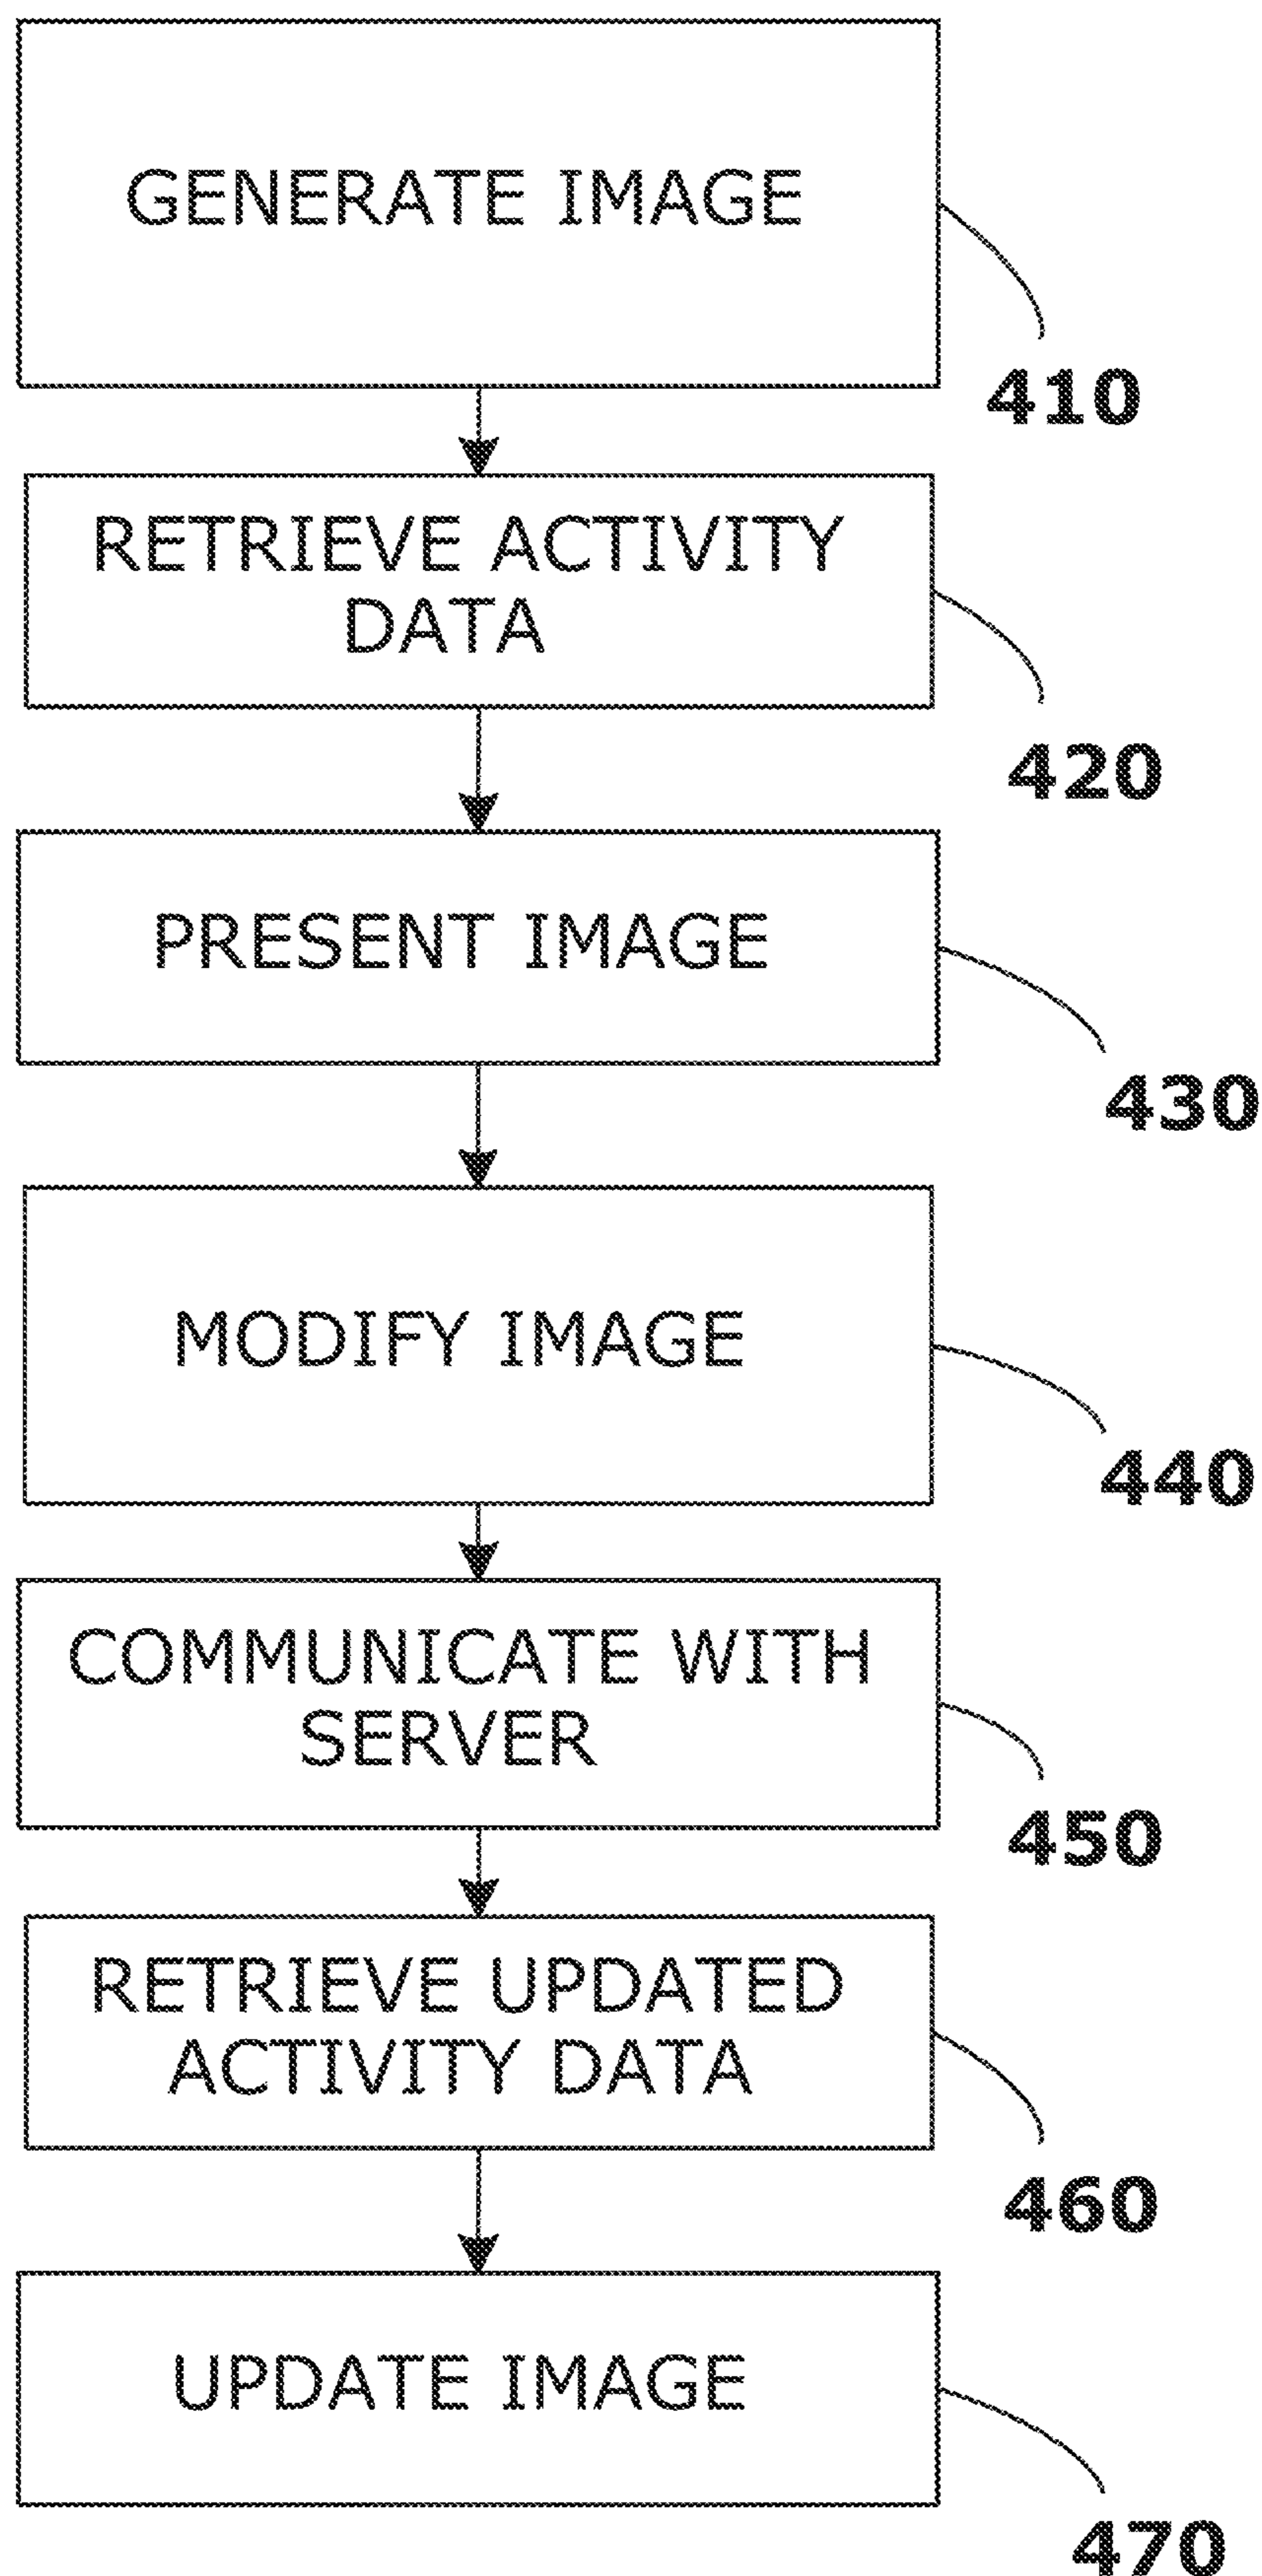 GENERATE IMAGE
410
RETRIEVE ACTIVITY
DATA
420
PRESENT IMAGE
430
MODIFY IMAGE
440
COMMUNICATE WITH
SERVER
450
RETRIEVE UPDATED
ACTIVITY DATA
460
UPDATE IMAGE
470